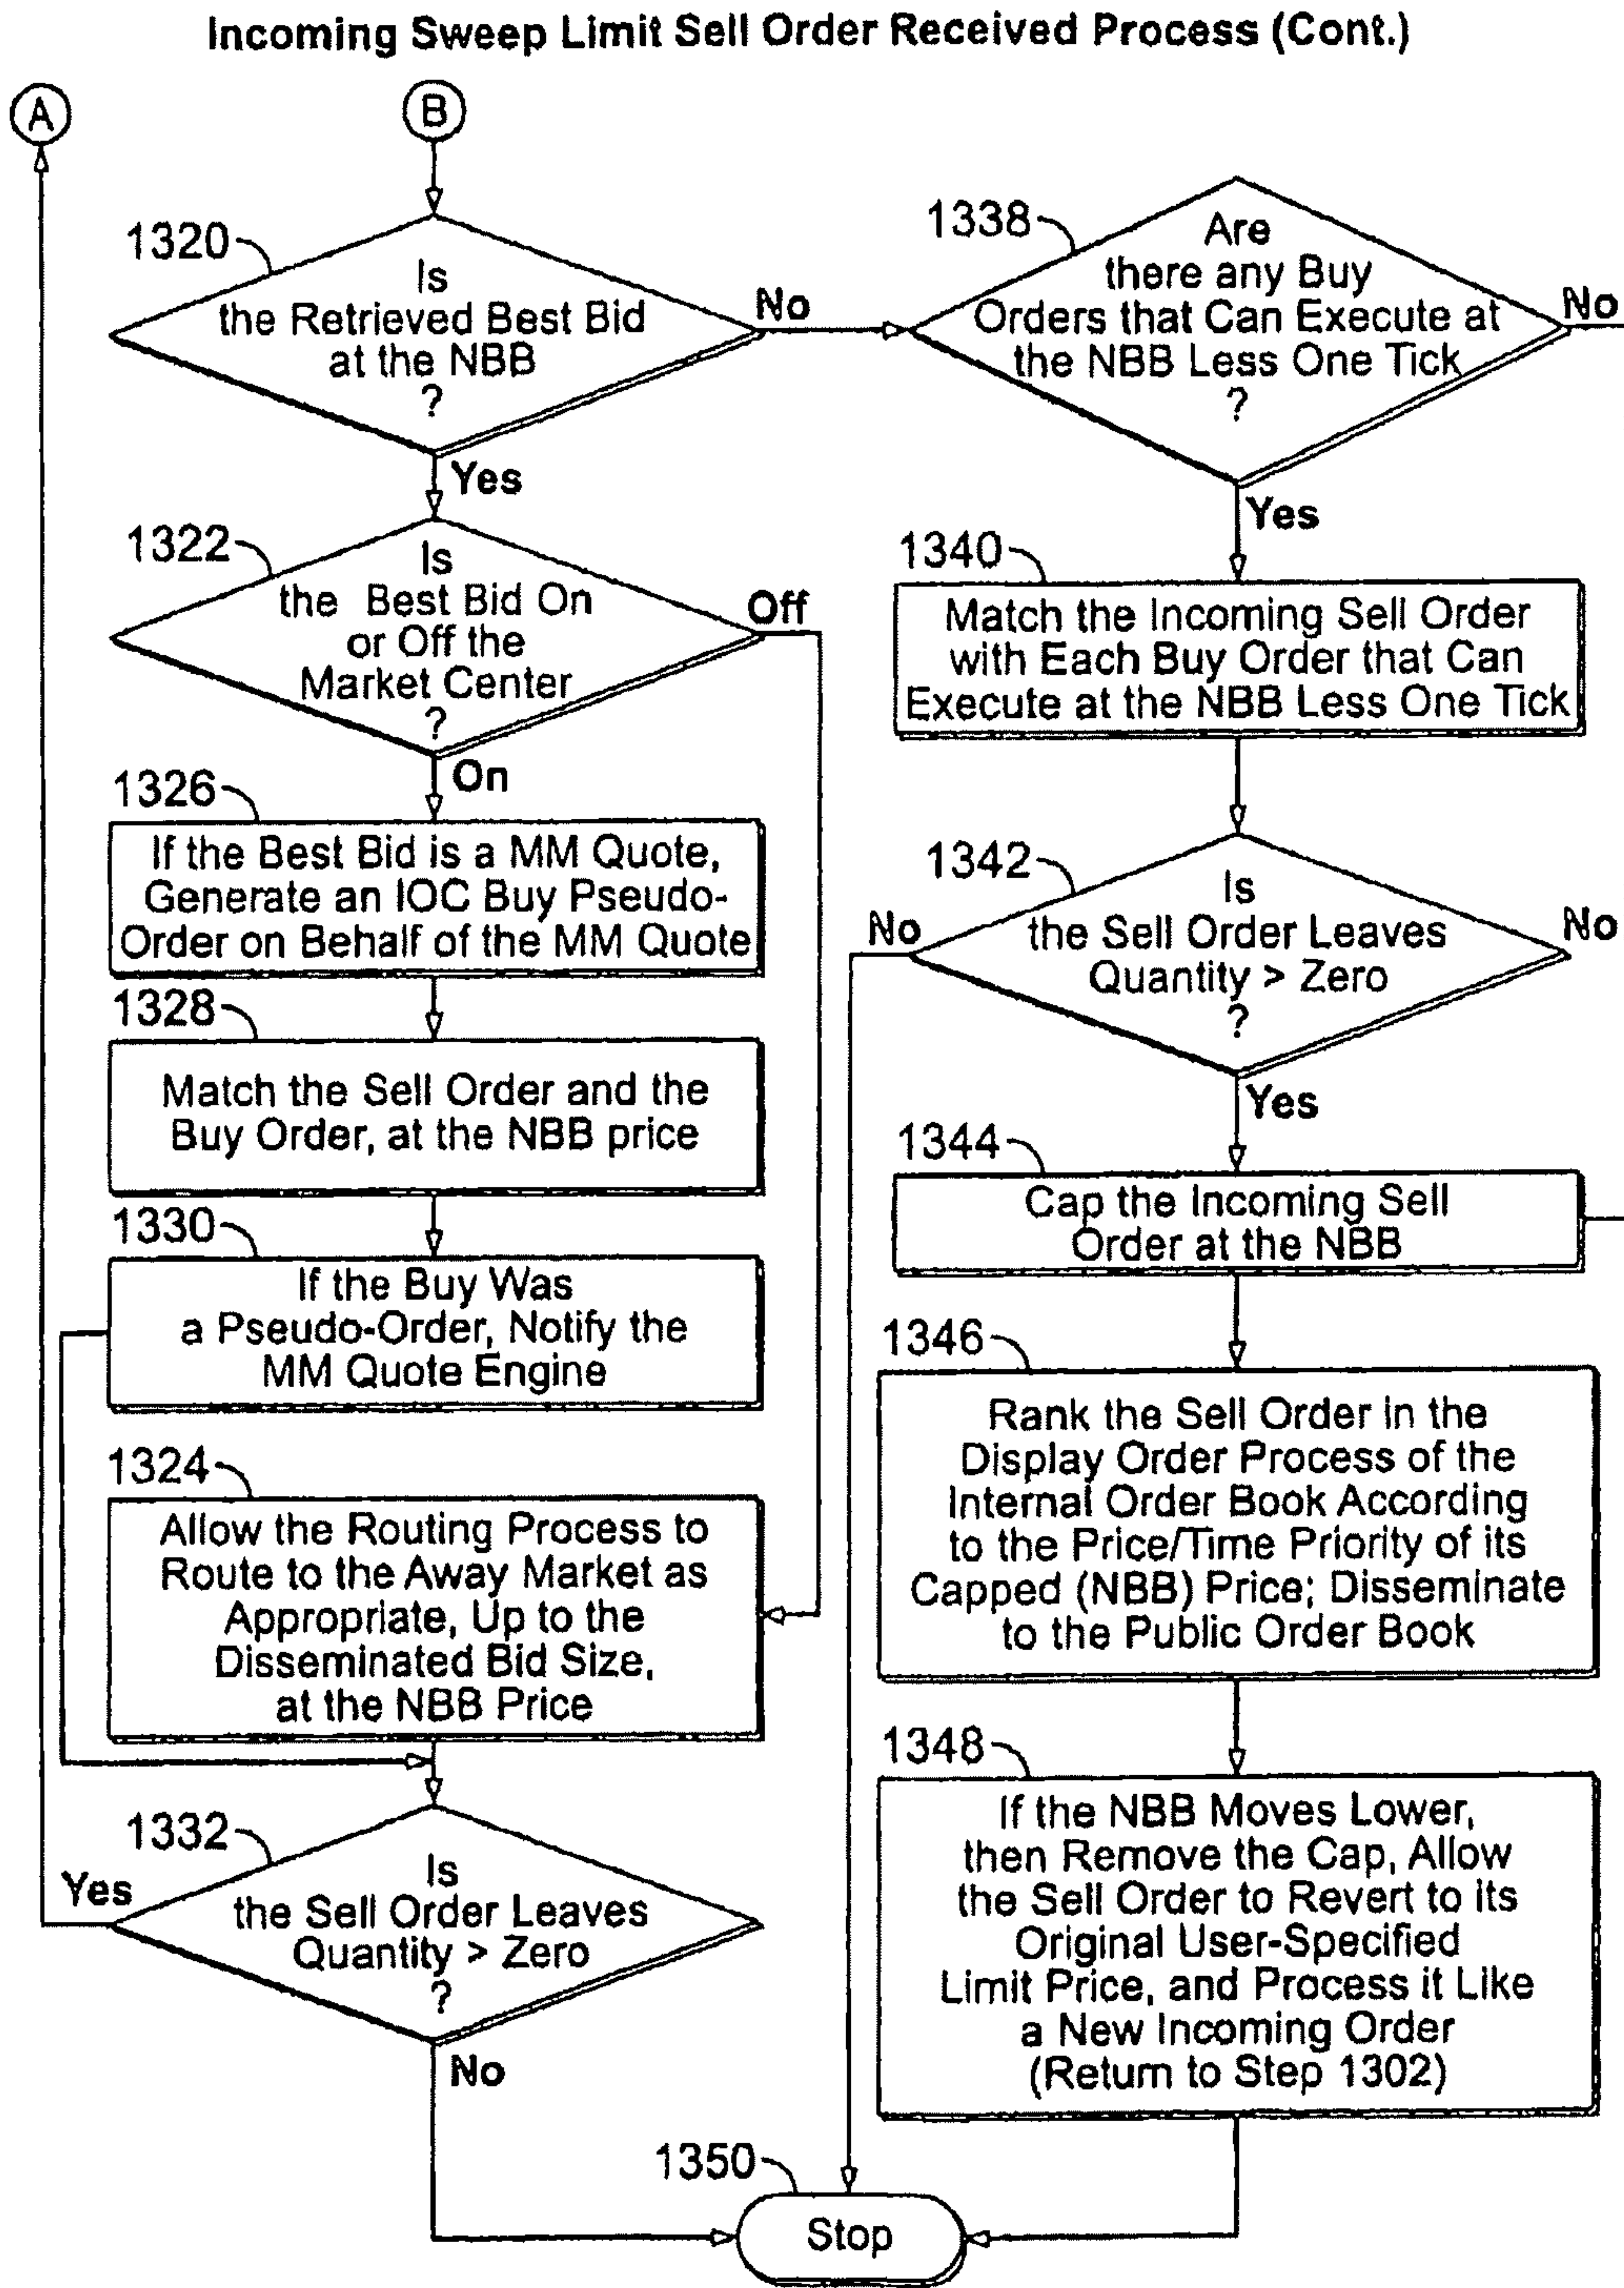 Incoming Sweep Limit Sell Order Received Process (Cont.)
A
B
1320
Is
the Retrieved Best Bid
at the NBB
?
No
Yes
1322
Is
the Best Bid On
or Off the
Market Center
?
Off
On
1326
If the Best Bid is a MM Quote,
Generate an IOC Buy Pseudo-
Order on Behalf of the MM Quote
1328
Match the Sell Order and the
Buy Order, at the NBB price
1330
If the Buy Was
a Pseudo-Order, Notify the
MM Quote Engine
1324
Allow the Routing Process to
Route to the Away Market as
Appropriate, Up to the
Disseminated Bid Size,
at the NBB Price
1332
Is
the Sell Order Leaves
Quantity > Zero
?
Yes
No
1338
Are
there any Buy
Orders that Can Execute at
the NBB Less One Tick
?
No
Yes
1340
Match the Incoming Sell Order
with Each Buy Order that Can
Execute at the NBB Less One Tick
1342
Is
the Sell Order Leaves
Quantity > Zero
?
No
No
Yes
1344
Cap the Incoming Sell
Order at the NBB
1346
Rank the Sell Order in the
Display Order Process of the
Internal Order Book According
to the Price/Time Priority of its
Capped (NBB) Price; Disseminate
to the Public Order Book
1348
If the NBB Moves Lower,
then Remove the Cap, Allow
the Sell Order to Revert to its
Original User-Specified
Limit Price, and Process it Like
a New Incoming Order
(Return to Step 1302)
1350
Stop